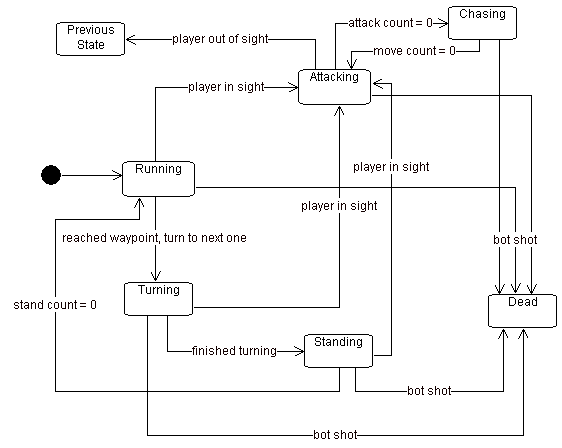 Chasing
attack count = 0
Previous
State
player out of sight
move count = 0
Attacking
player in sight
Running
player in sight
player in sight
reached waypoint, turn to next one
bot shot
Turning
stand count = 0
Dead
Standing
finished turning
bot shot
bot shot